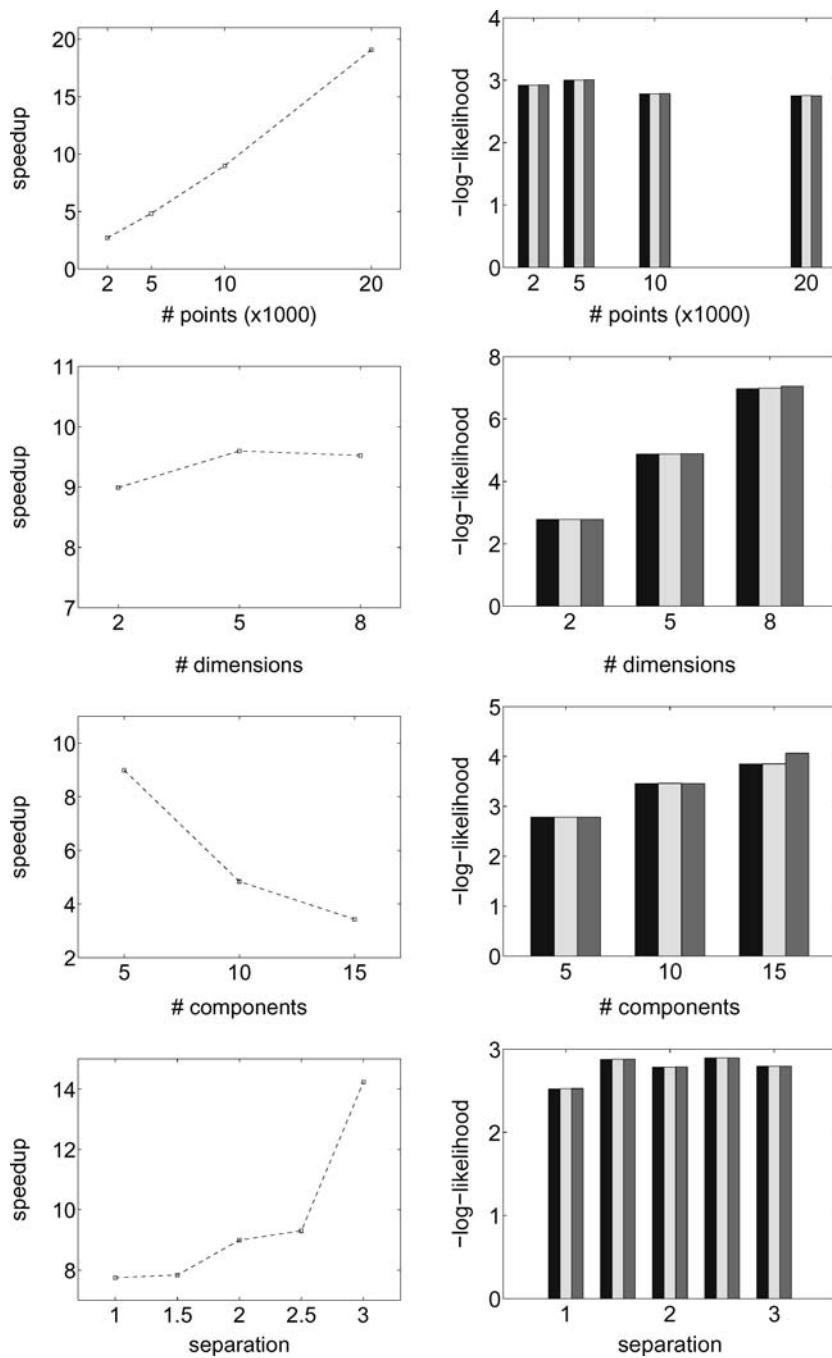 20
15
10
5
0
speedup
2 5 10 20
# points (x1000)
4
3
2
1
0
−log−likelihood
2 5 10 20
# points (x1000)
11
10
9
8
7
speedup
2 5 8
# dimensions
8
6
4
2
0
−log−likelihood
2 5 8
# dimensions
10
8
6
4
2
speedup
5 10 15
# components
5
4
3
2
1
0
−log−likelihood
5 10 15
# components
14
12
10
8
speedup
1 1.5 2 2.5 3
separation
3
2
1
0
−log−likelihood
1 2 3
separation